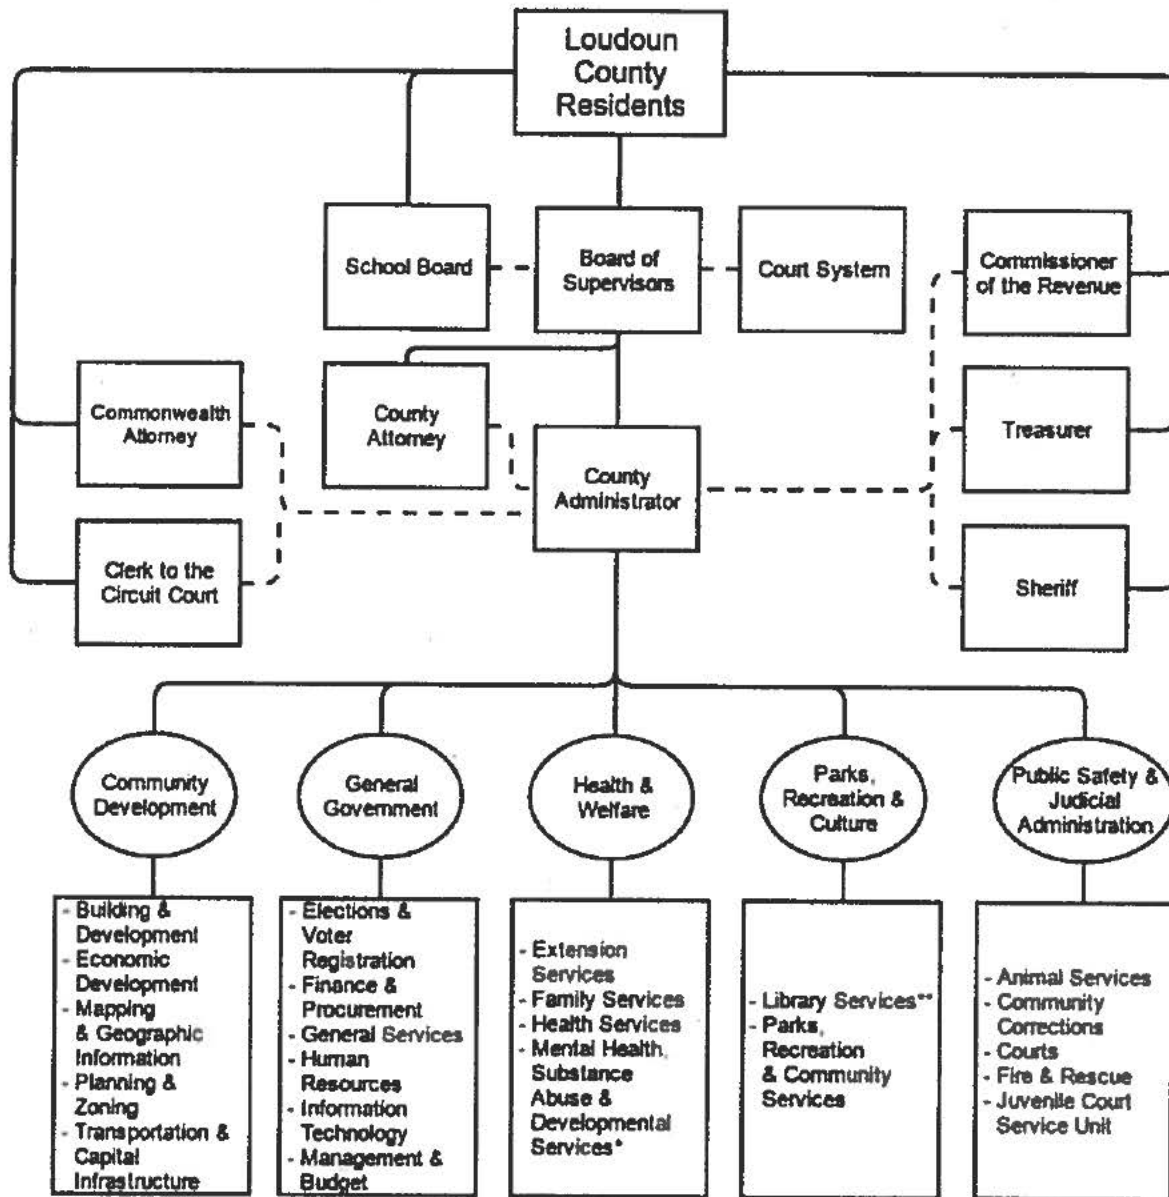 Loudoun
County
Residents
School Board
Board of
Supervisors
Court System
Commissioner
of the Revenue
Commonwealth
Attorney
County
Attorney
County
Administrator
Treasurer
Clerk to the
Circuit Court
Sheriff
Community
Development
General
Government
Health &
Welfare
Parks,
Recreation &
Culture
Public Safety &
Judicial
Administration
- Building &
Development
- Economic
Development
- Mapping
& Geographic
Information
- Planning &
Zoning
- Transportation &
Capital
Infrastructure
- Elections &
Voter
Registration
- Finance &
Procurement
- General Services
- Human
Resources
- Information
Technology
- Management &
Budget
- Extension
Services
- Family Services
- Health Services
- Mental Health,
Substance
Abuse &
Developmental
Services*
- Library Services**
- Parks,
Recreation
& Community
Services
- Animal Services
- Community
Corrections
- Courts
- Fire & Rescue
- Juvenile Court
Service Unit